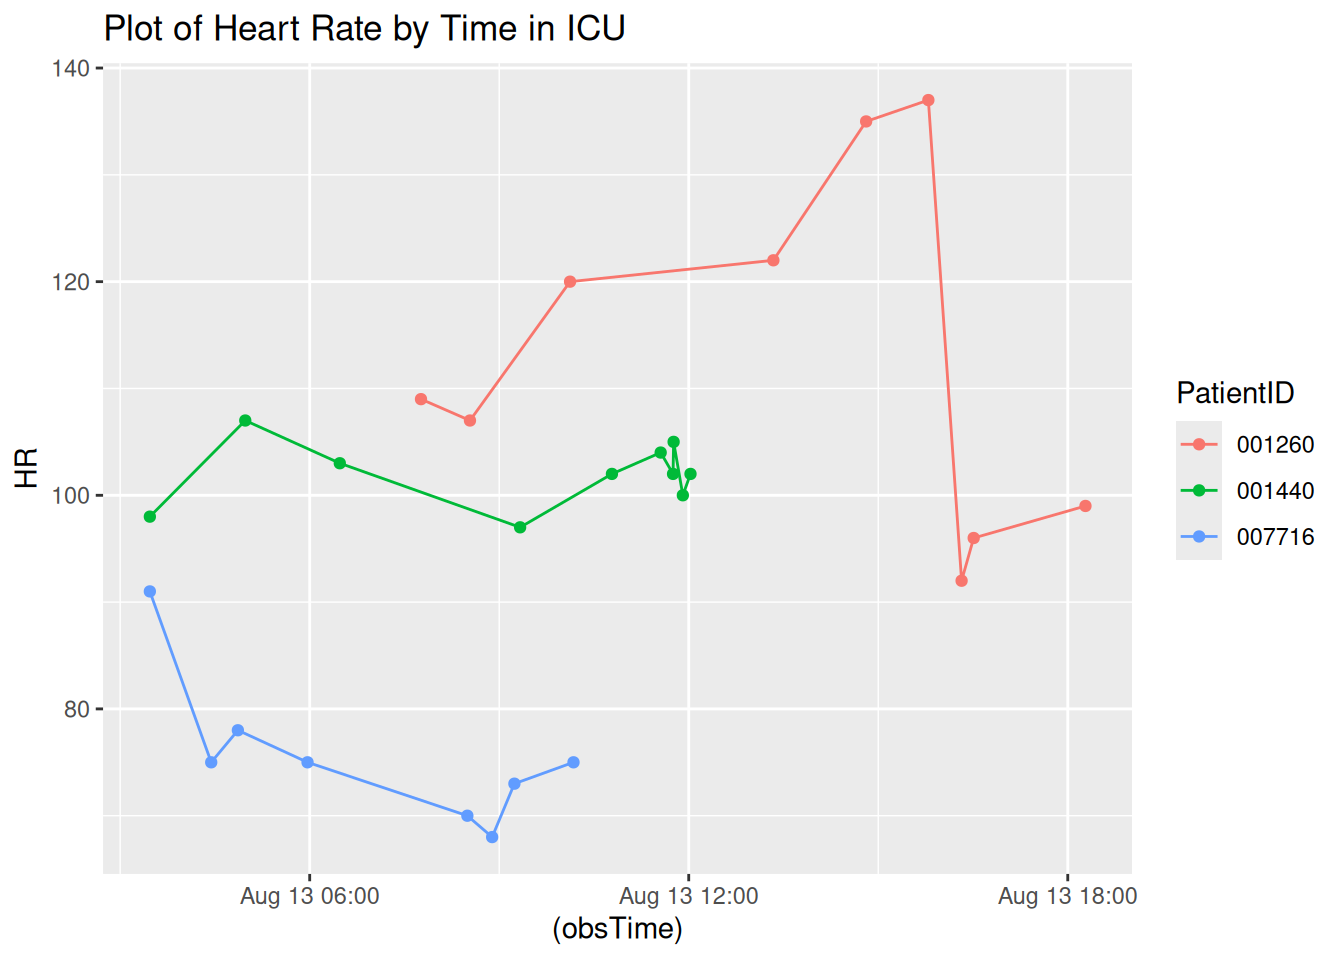 Plot of Heart Rate by Time in ICU
140
120
100
80
HR
Aug 13 06:00
Aug 13 12:00
Aug 13 18:00
(obsTime)
PatientID
001260
001440
007716